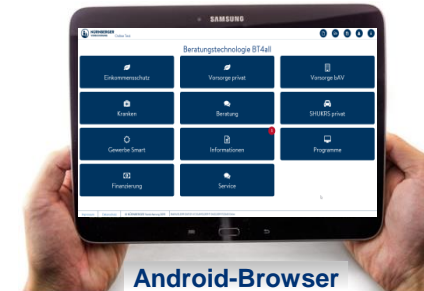 SAMSUNG
NÜRNBERGER
Beratungstechnologie BT4all
Einkommensschutz
Vorsorge privat
Vorsorge bAV
Kranken
Beratung
SHUKRS privat
Gewerbe Smart
Informationen
Programme
Finanzierung
Service
Android-Browser